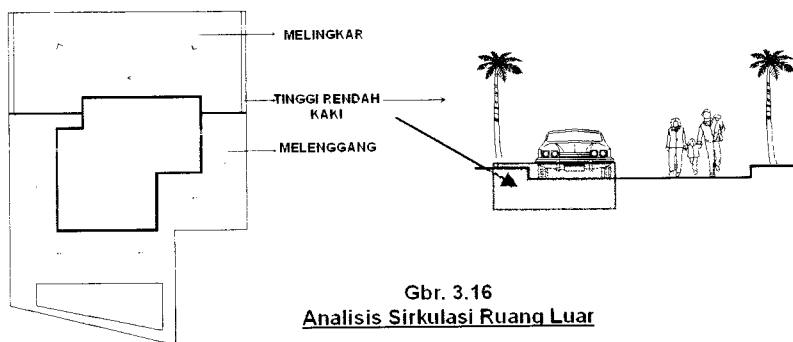 MELINGKAR
TINGGI RENDAH
KAKI
MELENGGANG
Gbr. 3.16
Analisis Sirkulasi Ruang Luar